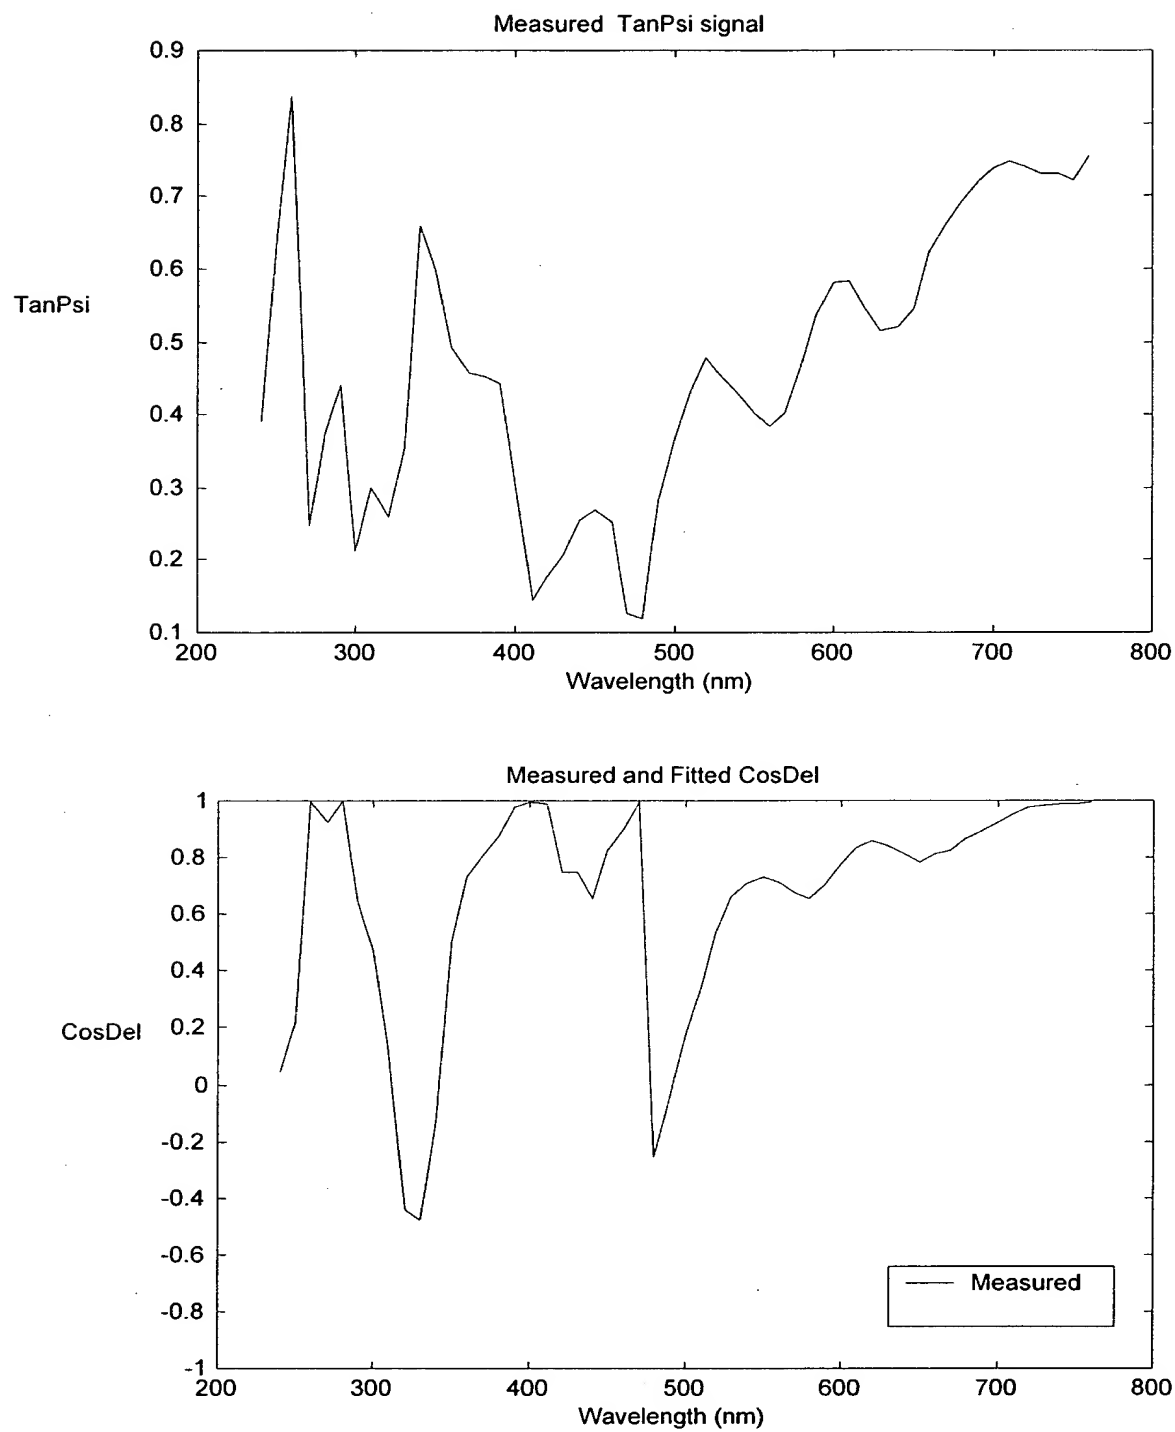 Measured TanPsi signal
0.9
0.8
0.7
0.6
TanPsi
0.5
0.4
0.3
0.2
0.1
200 300 400 500 600 700 800
Wavelength (nm)
Measured and Fitted CosDel
1
0.8
0.6
0.4
0.2
CosDel
0
-0.2
-0.4
-0.6
Measured
-0.8
-1
200 300 400 500 600 700 800
Wavelength (nm)